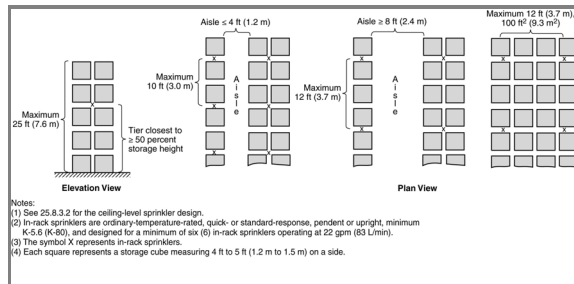 Aisle ≤ 4 ft (1.2 m)
Aisle ≥ 8 ft (2.4 m)
Maximum 12 ft (3.7 m),
100 ft² (9.3 m²)
x
x
x
x
x
Maximum
10 ft (3.0 m)
A
i
s
l
e
Maximum
12 ft (3.7 m)
A
i
s
l
e
Maximum
25 ft (7.6 m)
x
x
x
Tier closest to
≥ 50 percent
storage height
x
x
x
x
x
x
Elevation View
Plan View
Notes:
(1) See 25.8.3.2 for the ceiling-level sprinkler design.
(2) In-rack sprinklers are ordinary-temperature-rated, quick- or standard-response, pendent or upright, minimum
K-5.6 (K-80), and designed for a minimum of six (6) in-rack sprinklers operating at 22 gpm (83 L/min).
(3) The symbol X represents in-rack sprinklers.
(4) Each square represents a storage cube measuring 4 ft to 5 ft (1.2 m to 1.5 m) on a side.